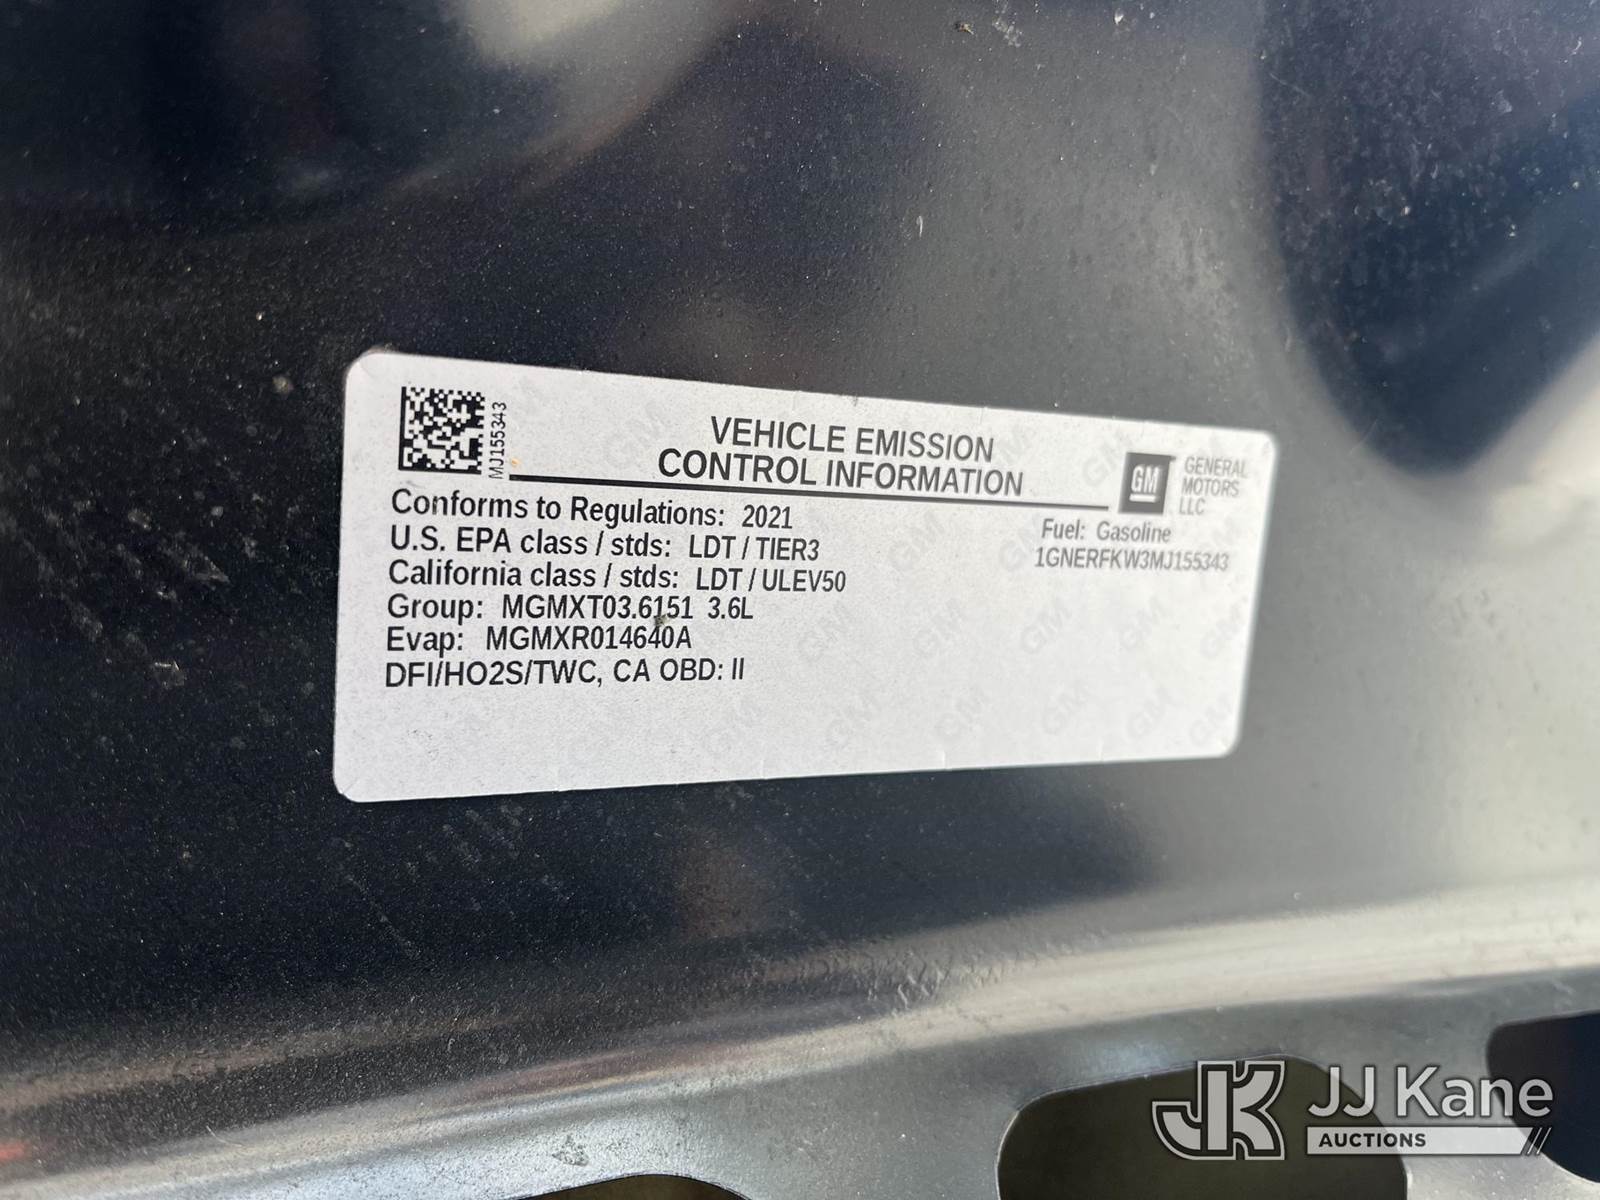 MJ155343
VEHICLE EMISSION
CONTROL INFORMATION
GM
GENERAL
MOTORS
LLC
Conforms to Regulations: 2021
U.S. EPA class / stds: LDT / TIER3
California class / stds: LDT / ULEV50
Group: MGMXT03.6151 3.6L
Evap: MGMXR014640A
DFI/HO2S/TWC, CA OBD: II
Fuel: Gasoline
1GNERFKW3MJ155343
JK JJ Kane
AUCTIONS